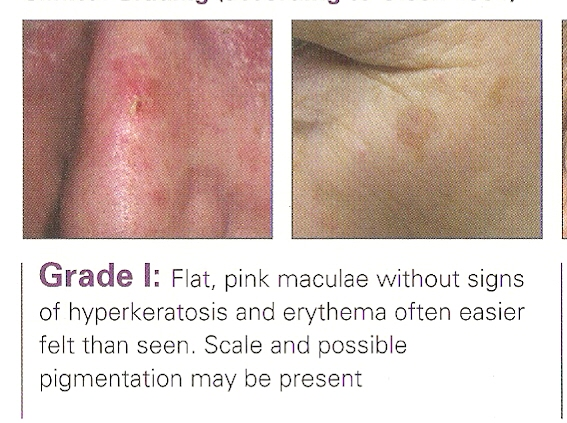 Grade I: Flat, pink maculae without signs
of hyperkeratosis and erythema often easier
felt than seen. Scale and possible
pigmentation may be present